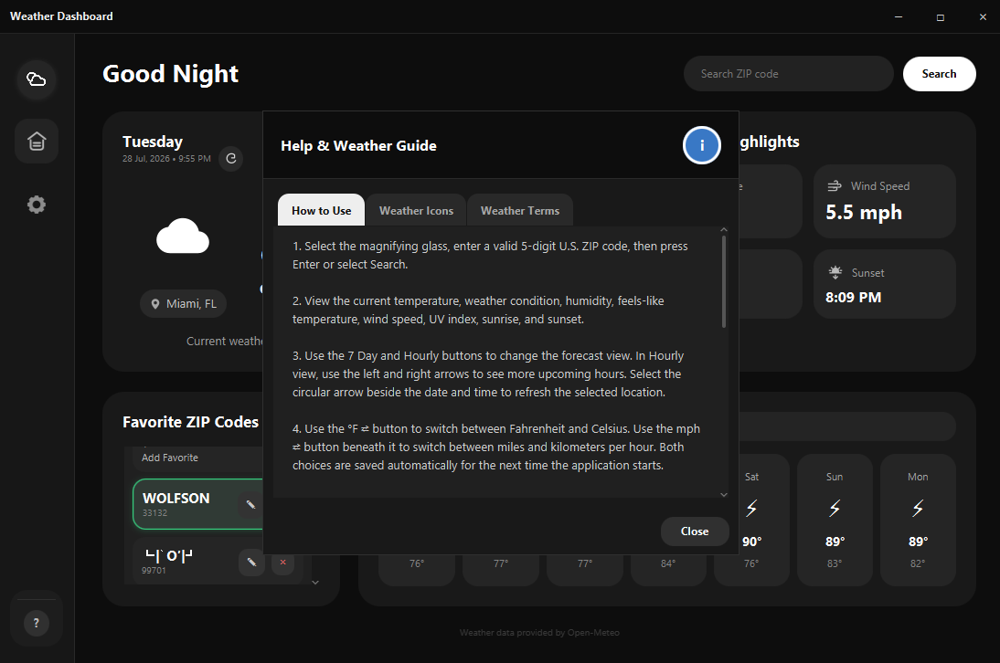 Weather Dashboard
Good Night
Search ZIP code
Search
Tuesday
28 Jul, 2026 • 9:55 PM
Miami, FL
Current weathe
ghlights
e
Wind Speed
5.5 mph
Sunset
8:09 PM
Help & Weather Guide
i
How to Use
Weather Icons
Weather Terms
1. Select the magnifying glass, enter a valid 5-digit U.S. ZIP code, then press
Enter or select Search.
2. View the current temperature, weather condition, humidity, feels-like
temperature, wind speed, UV index, sunrise, and sunset.
3. Use the 7 Day and Hourly buttons to change the forecast view. In Hourly
view, use the left and right arrows to see more upcoming hours. Select the
circular arrow beside the date and time to refresh the selected location.
4. Use the °F ⇌ button to switch between Fahrenheit and Celsius. Use the mph
⇌ button beneath it to switch between miles and kilometers per hour. Both
choices are saved automatically for the next time the application starts.
Close
Favorite ZIP Codes
Add Favorite
WOLFSON
33132
99701
Sat
Sun
Mon
90°
89°
89°
76°
77°
77°
84°
76°
83°
82°
?
Weather data provided by Open-Meteo